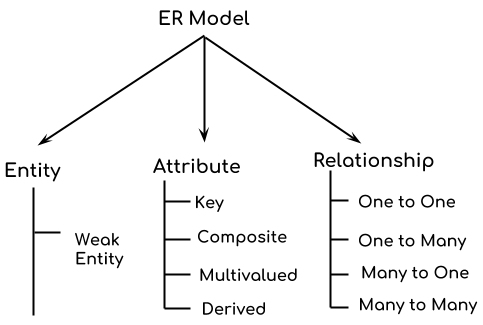 ER Model
Entity
Weak
Entity
Attribute
Key
Composite
Multivalued
Derived
Relationship
One to One
One to Many
Many to One
Many to Many